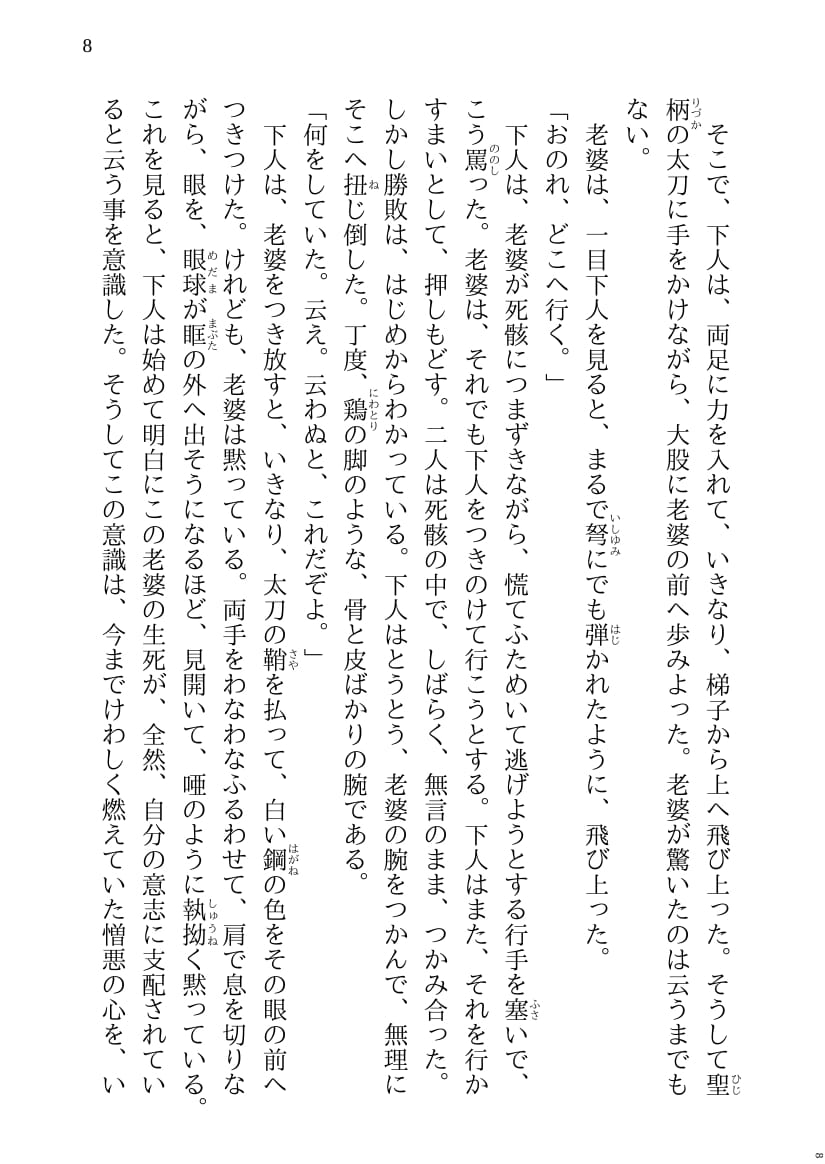 8
そこで、下人は、両足に力を入れて、いきなり、梯子から上へ飛び上った。そうして聖
柄の太刀に手をかけながら、大股に老婆の前へ歩みよった。老婆が驚いたのは云うまでも
ない。
老婆は、一目下人を見ると、まるで弩にでも弾かれたように、飛び上った。
「おのれ、どこへ行く。」
下人は、老婆が死骸につまずきながら、慌てふためいて逃げようとする行手を塞いで、
こう罵った。老婆は、それでも下人をつきのけて行こうとする。下人はまた、それを行か
すまいとして、押しもどす。二人は死骸の中で、しばらく、無言のまま、つかみ合った。
しかし勝敗は、はじめからわかっている。下人はとうとう、老婆の腕をつかんで、無理に
そこへ扭じ倒した。丁度、鶏の脚のような、骨と皮ばかりの腕である。
「何をしていた。云え。云わぬと、これだぞよ。」
下人は、老婆をつき放すと、いきなり、太刀の鞘を払って、白い鋼の色をその眼の前へ
つきつけた。けれども、老婆は黙っている。両手をわなわなふるわせて、肩で息を切りな
がら、眼を、眼球が眶の外へ出そうになるほど、見開いて、唖のように執拗く黙っている。
これを見ると、下人は始めて明白にこの老婆の生死が、全然、自分の意志に支配されてい
ると云う事を意識した。そうしてこの意識は、今までけわしく燃えていた憎悪の心を、い
8